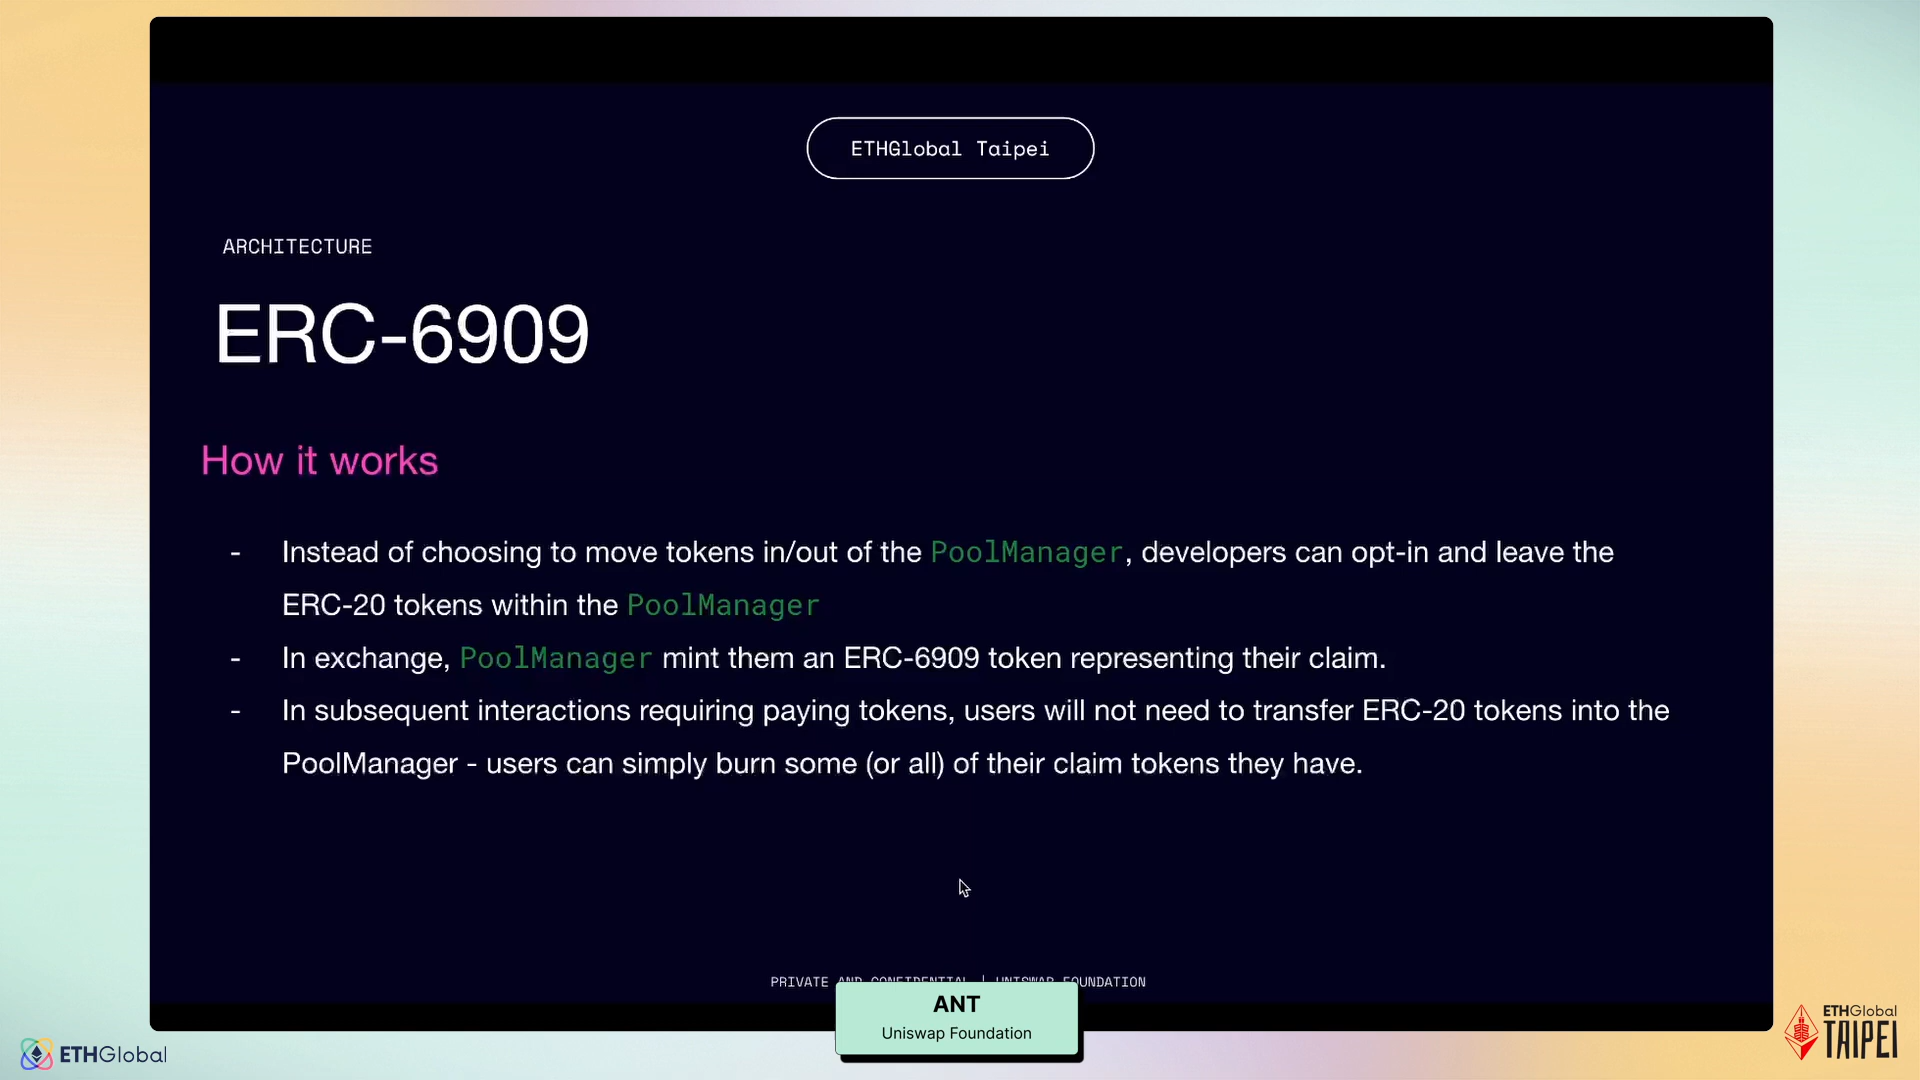 ETHGlobal Taipei
ARCHITECTURE
ERC-6909
How it works
- Instead of choosing to move tokens in/out of the PoolManager, developers can opt-in and leave the
ERC-20 tokens within the PoolManager
- In exchange, PoolManager mint them an ERC-6909 token representing their claim.
- In subsequent interactions requiring paying tokens, users will not need to transfer ERC-20 tokens into the
PoolManager - users can simply burn some (or all) of their claim tokens they have.
PRIVATE AND CONFIDENTIAL | UNISWAP FOUNDATION
ANT
Uniswap Foundation
ETHGlobal
ETHGlobal
TAIPEI